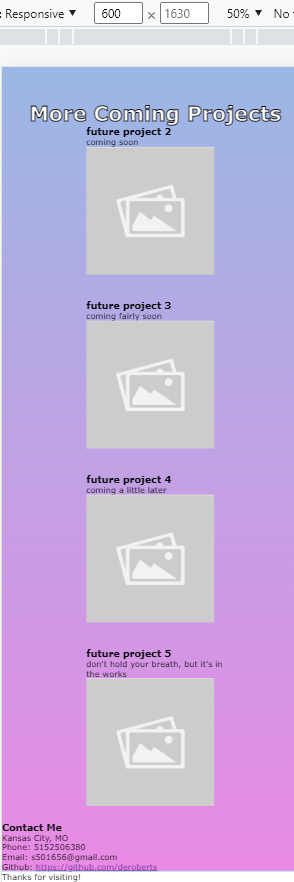 : Responsive ▼ 600 × 1630 50% ▼ No
More Coming Projects
future project 2
coming soon
future project 3
coming fairly soon
future project 4
coming a little later
future project 5
don't hold your breath, but it's in
the works
Contact Me
Kansas City, MO
Phone: 5152506380
Email: s501656@gmail.com
Github: https://github.com/deroberts
Thanks for visiting!